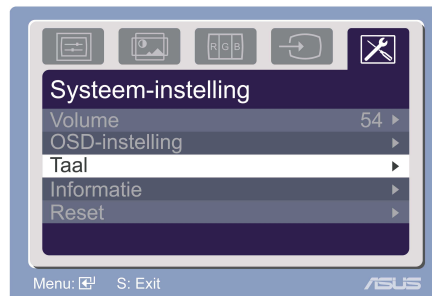 R G B
Systeem-instelling
Volume 54
OSD-instelling
Taal
Informatie
Reset
Menu: S: Exit
ASUS